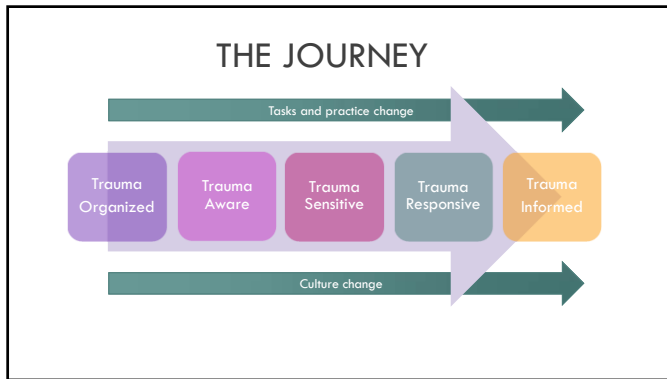 THE JOURNEY
Tasks and practice change
Trauma
Organized
Trauma
Aware
Trauma
Sensitive
Trauma
Responsive
Trauma
Informed
Culture change